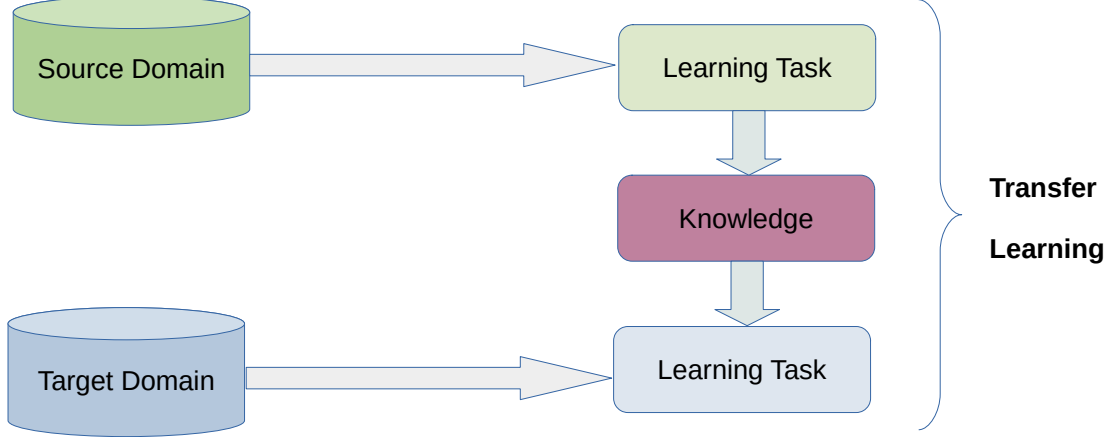 Source Domain
Learning Task
Knowledge
Transfer
Learning
Target Domain
Learning Task